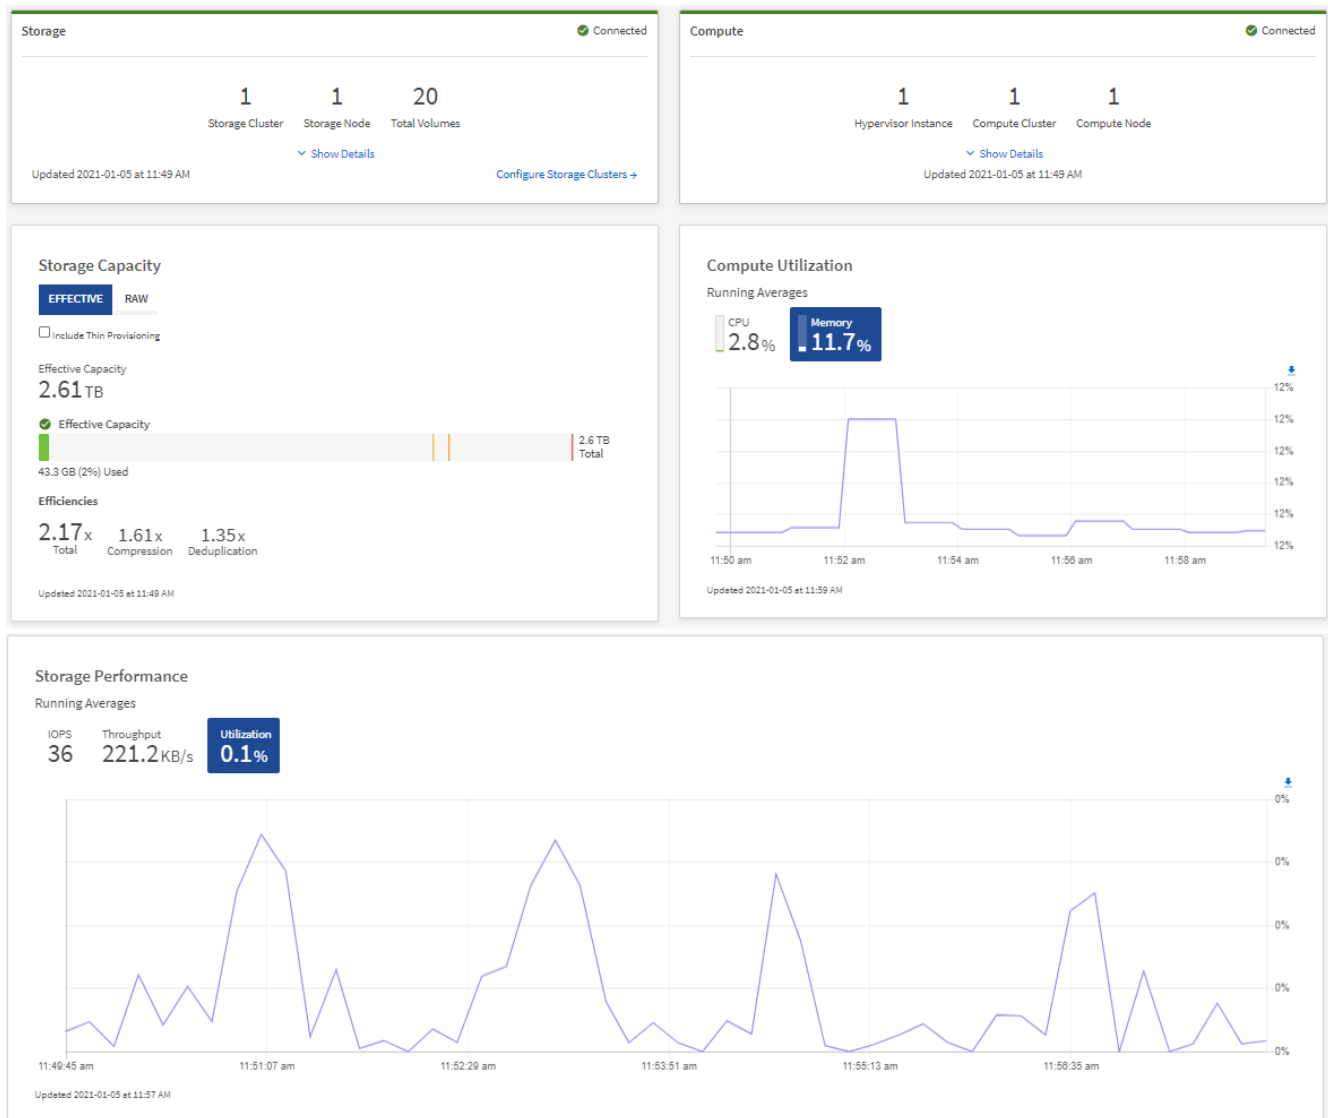 Storage
Connected
1
1
20
Storage Cluster
Storage Node
Total Volumes
Show Details
Updated 2021-01-05 at 11:49 AM
Configure Storage Clusters →
Compute
Connected
1
1
1
Hypervisor Instance
Compute Cluster
Compute Node
Show Details
Updated 2021-01-05 at 11:49 AM
Storage Capacity
EFFECTIVE
RAW
Include Thin Provisioning
Effective Capacity
2.61 TB
Effective Capacity
2.6 TB
Total
43.3 GB (2%) Used
Efficiencies
2.17x
1.61x
1.35x
Total
Compression
Deduplication
Updated 2021-01-05 at 11:49 AM
Compute Utilization
Running Averages
CPU
2.8%
Memory
11.7%
12%
12%
12%
12%
12%
12%
11:50 am
11:52 am
11:54 am
11:56 am
11:58 am
Updated 2021-01-05 at 11:59 AM
Storage Performance
Running Averages
IOPS
36
Throughput
221.2 KB/s
Utilization
0.1%
0%
0%
0%
0%
0%
11:49:45 am
11:51:07 am
11:52:29 am
11:53:51 am
11:55:13 am
11:56:35 am
Updated 2021-01-05 at 11:57 AM